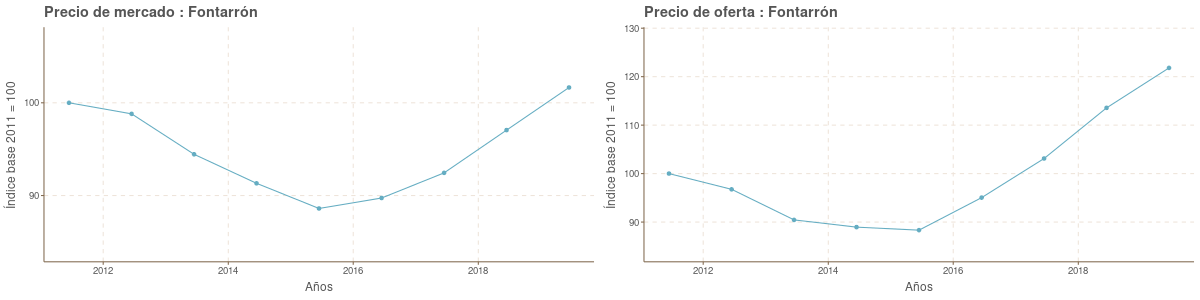 Precio de mercado : Fontarrón
Índice base 2011 = 100
100
90
2012
2014
2016
2018
Años
Precio de oferta : Fontarrón
Índice base 2011 = 100
130
120
110
100
90
2012
2014
2016
2018
Años